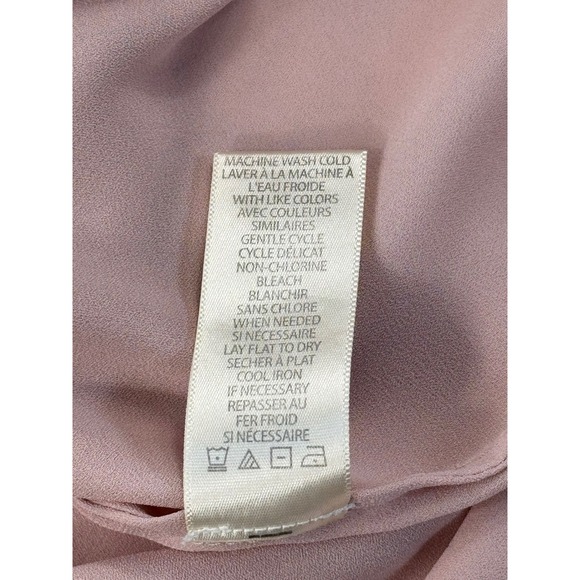 MACHINE WASH COLD
LAVER À LA MACHINE À
L'EAU FROIDE
WITH LIKE COLORS
AVEC COULEURS
SIMILAIRES
GENTLE CYCLE
CYCLE DÉLICAT
NON-CHLORINE
BLEACH
BLANCHIR
SANS CHLORE
WHEN NEEDED
SI NÉCESSAIRE
LAY FLAT TO DRY
SECHER À PLAT
COOL IRON
IF NECESSARY
REPASSER AU
FER FROID
SI NÉCESSAIRE